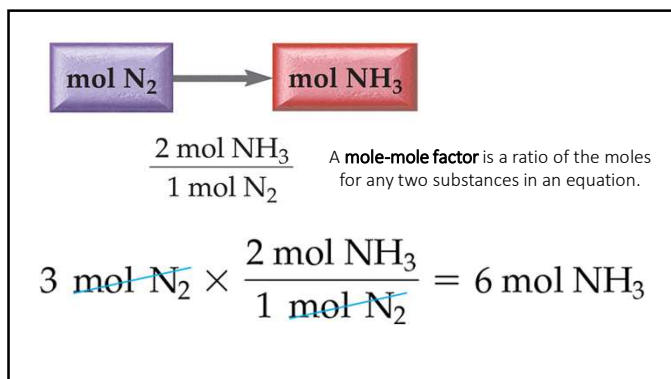 mol N₂ mol NH₃
2 mol NH₃
1 mol N₂
A mole-mole factor is a ratio of the moles
for any two substances in an equation.
3 mol N₂ × 2 mol NH₃ / 1 mol N₂ = 6 mol NH₃